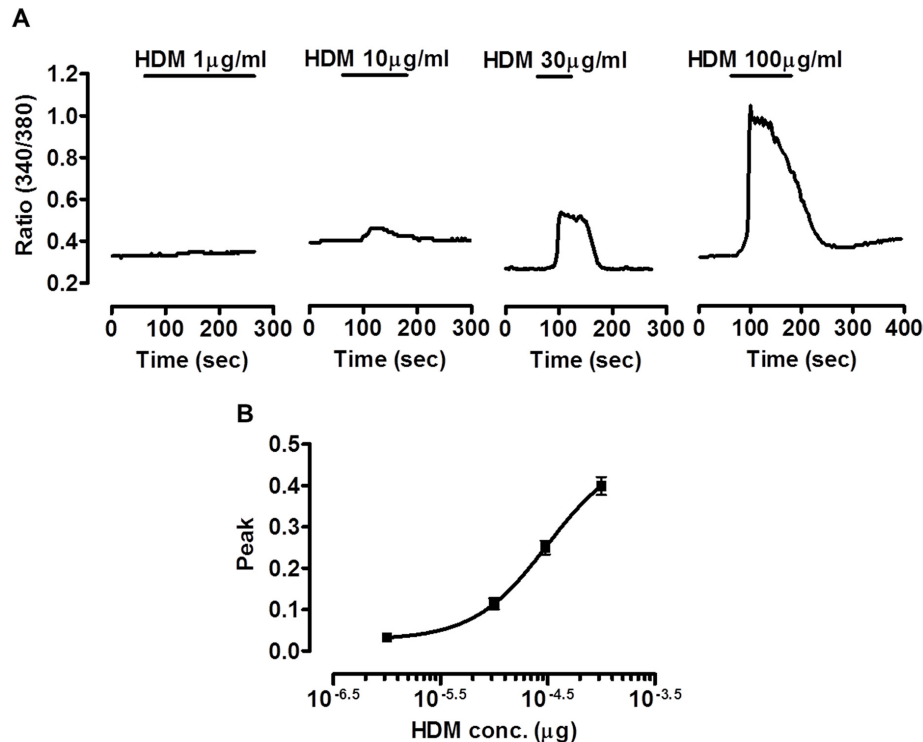 A
HDM 1µg/ml HDM 10µg/ml HDM 30µg/ml HDM 100µg/ml
1.2
1.0
0.8
0.6
0.4
0.2
Ratio (340/380)
0 100 200 300 0 100 200 300 0 100 200 300 0 100 200 300 400
Time (sec) Time (sec) Time (sec) Time (sec)
B
0.5
0.4
0.3
0.2
0.1
0.0
Peak
10^-6.5 10^-5.5 10^-4.5 10^-3.5
HDM conc. (µg)